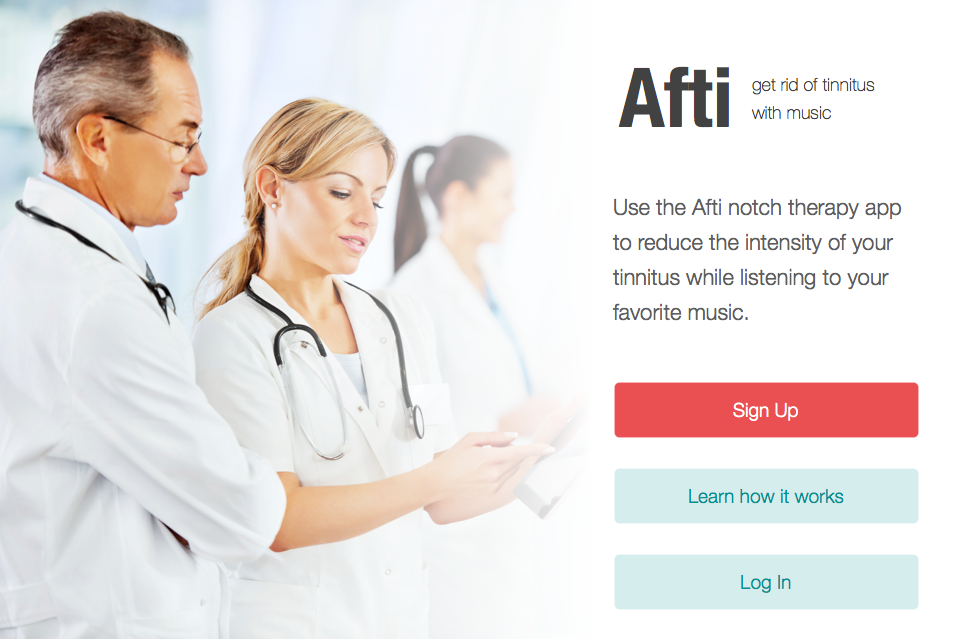 Afti
get rid of tinnitus
with music
Use the Afti notch therapy app
to reduce the intensity of your
tinnitus while listening to your
favorite music.
Sign Up
Learn how it works
Log In